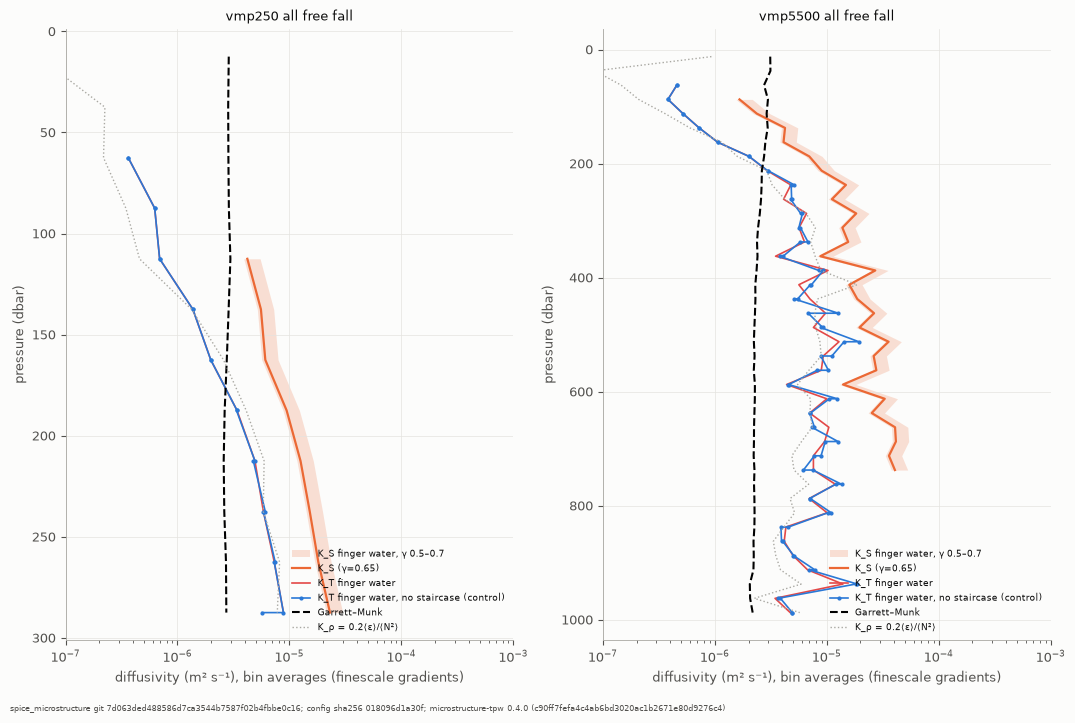 vmp250 all free fall
0
50
100
150
200
250
300
pressure (dbar)
K_S finger water, γ 0.5–0.7
K_S (γ=0.65)
K_T finger water
K_T finger water, no staircase (control)
Garrett–Munk
K_ρ = 0.2⟨ε⟩/⟨N²⟩
10⁻⁷
10⁻⁶
10⁻⁵
10⁻⁴
10⁻³
diffusivity (m² s⁻¹), bin averages (finescale gradients)
vmp5500 all free fall
0
200
400
600
800
1000
pressure (dbar)
K_S finger water, γ 0.5–0.7
K_S (γ=0.65)
K_T finger water
K_T finger water, no staircase (control)
Garrett–Munk
K_ρ = 0.2⟨ε⟩/⟨N²⟩
10⁻⁷
10⁻⁶
10⁻⁵
10⁻⁴
10⁻³
diffusivity (m² s⁻¹), bin averages (finescale gradients)
spice_microstructure git 7d063ded488586d7ca3544b7587f02b4fbbe0c16; config sha256 018096d1a30f; microstructure-tpw 0.4.0 (c90ff7fefa4c4ab6bd3020ac1b2671e80d9276c4)